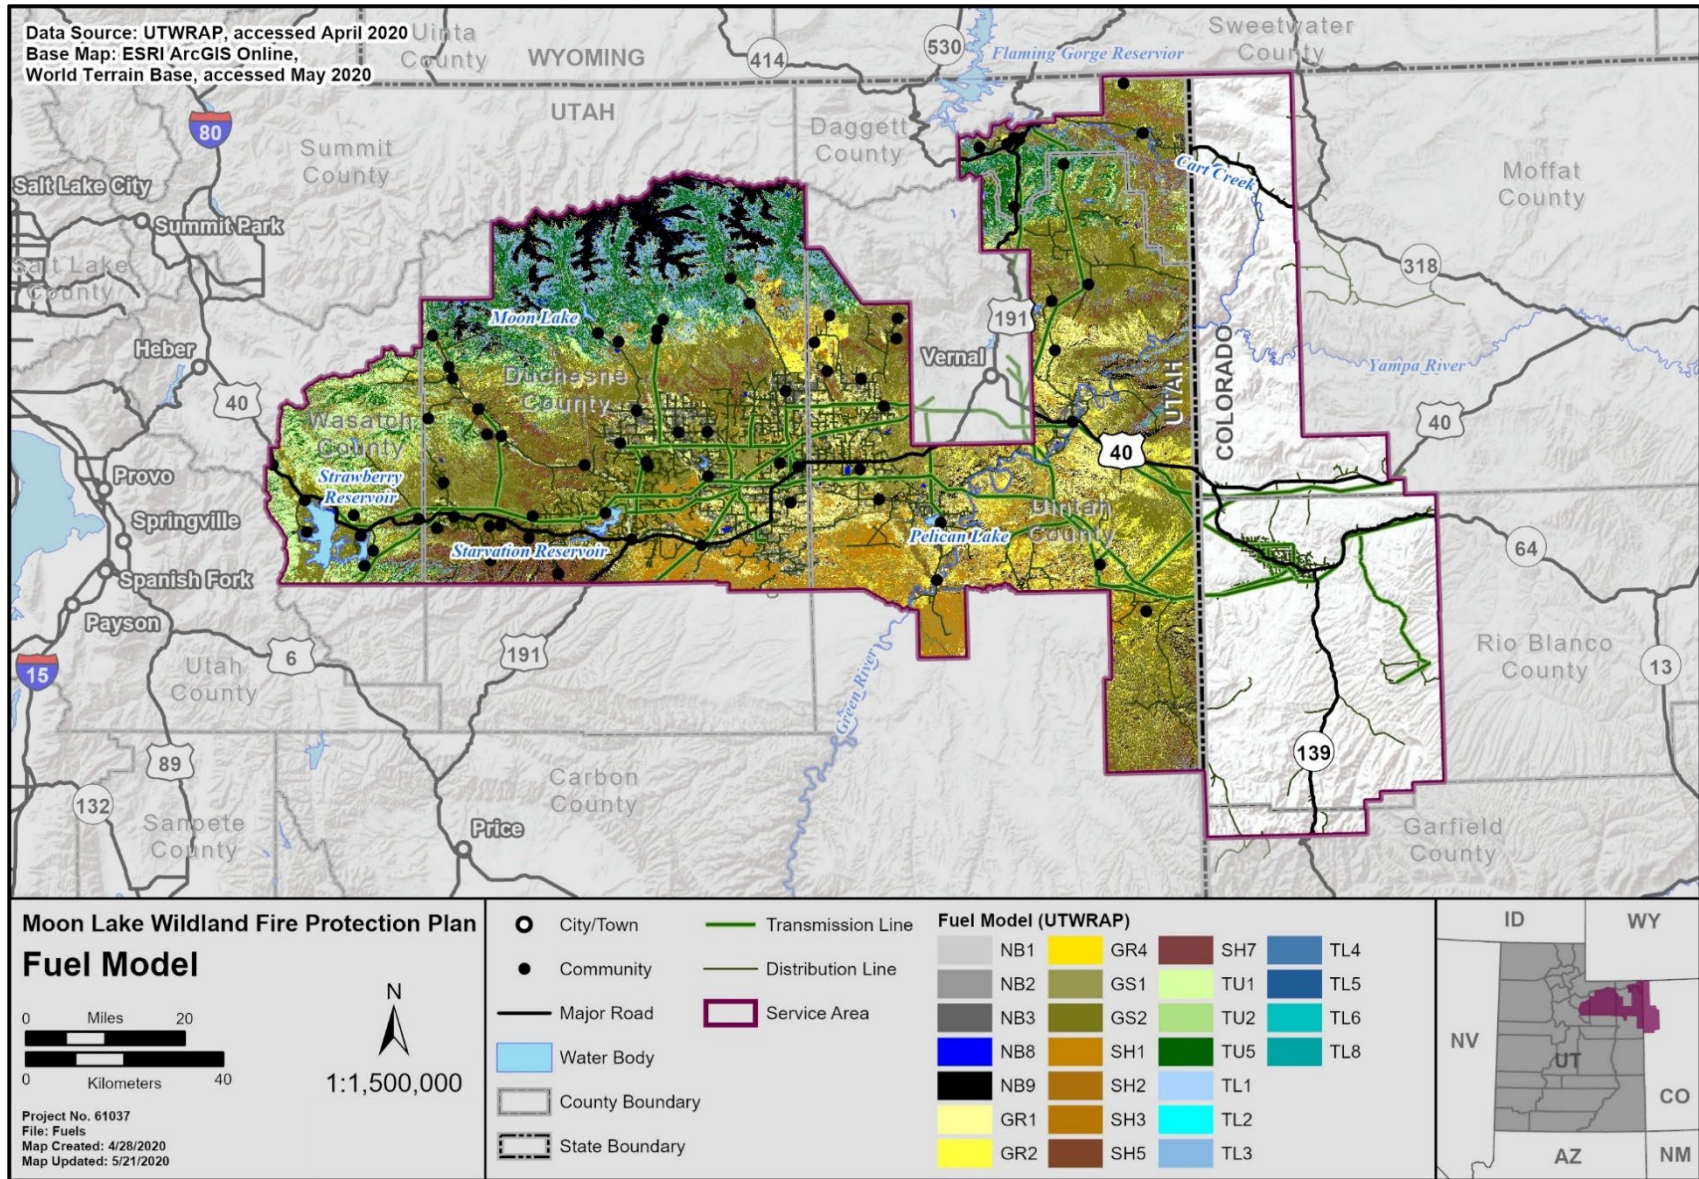 Data Source: UTWRAP, accessed April 2020
Base Map: ESRI ArcGIS Online,
World Terrain Base, accessed May 2020
Uinta
County
WYOMING
414
530
Flaming Gorge Reservior
Sweetwater
County
UTAH
80
Summit
County
Daggett
County
Cart Creek
Moffat
County
Salt Lake City
Summit Park
Salt Lake
County
318
Moon Lake
191
Heber
Vernal
Yampa River
Duchesne
County
40
Wasatch
County
UTAH
COLORADO
40
40
Provo
Strawberry
Reservoir
Springville
Uintah
County
Starvation Reservoir
Pelican Lake
64
Spanish Fork
Payson
191
6
15
Utah
County
Green River
Rio Blanco
County
13
89
139
132
Carbon
County
Sanpete
County
Price
Garfield
County
Moon Lake Wildland Fire Protection Plan
Fuel Model
0 Miles 20
0 Kilometers 40
N
1:1,500,000
Project No. 61037
File: Fuels
Map Created: 4/28/2020
Map Updated: 5/21/2020
City/Town
Community
Major Road
Water Body
County Boundary
State Boundary
Transmission Line
Distribution Line
Service Area
Fuel Model (UTWRAP)
NB1
NB2
NB3
NB8
NB9
GR1
GR2
GR4
GS1
GS2
SH1
SH2
SH3
SH5
SH7
TU1
TU2
TU5
TL1
TL2
TL3
TL4
TL5
TL6
TL8
ID
WY
NV
UT
CO
AZ
NM